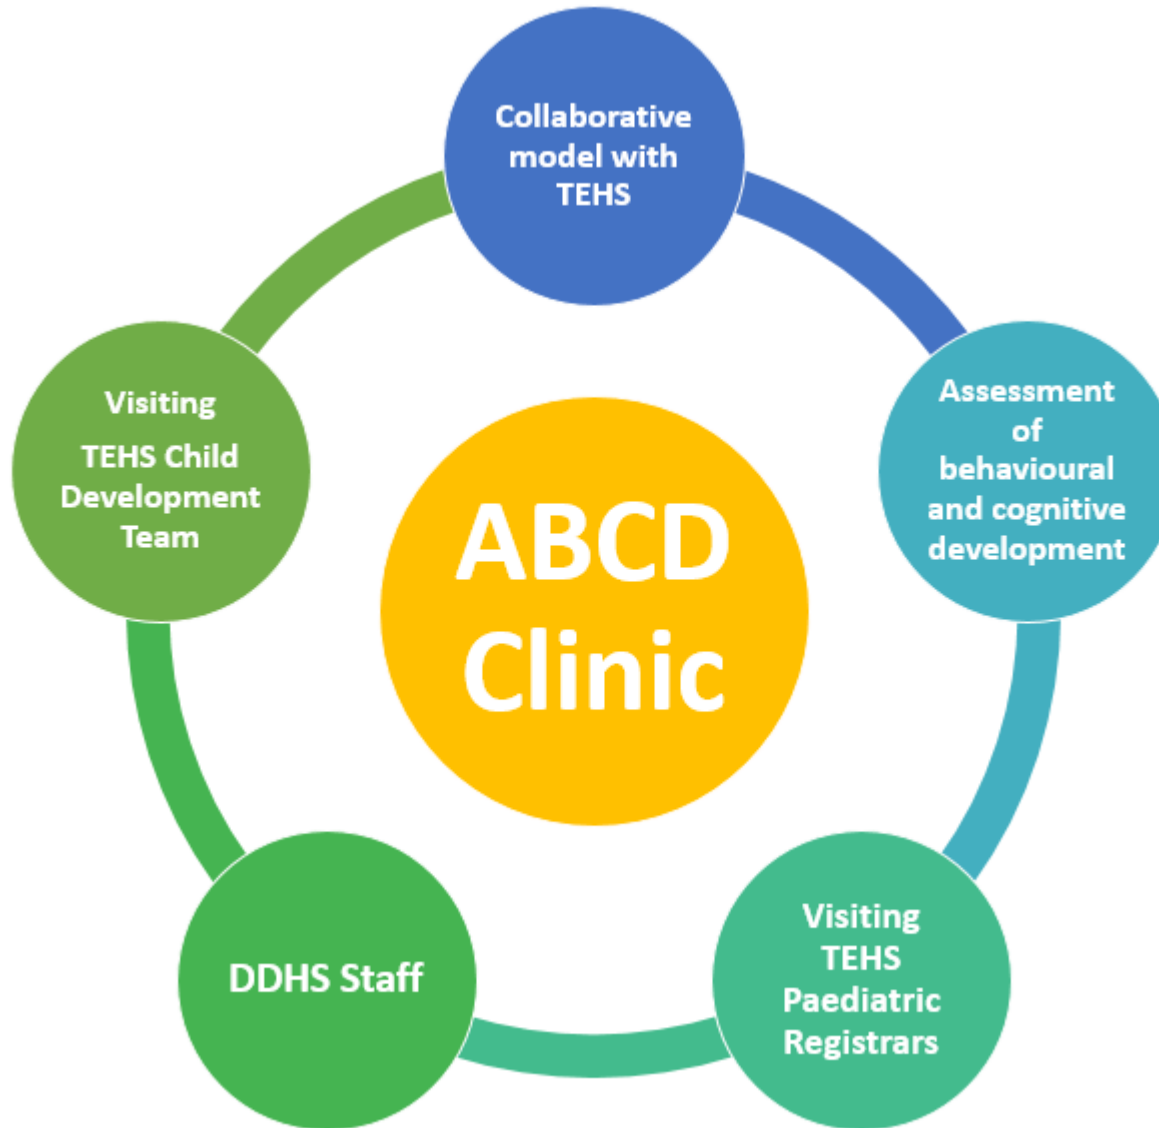 Collaborative
model with
TEHS
Assessment
of
behavioural
and cognitive
development
Visiting
TEHS
Paediatric
Registrars
DDHS Staff
Visiting
TEHS Child
Development
Team
ABCD
Clinic